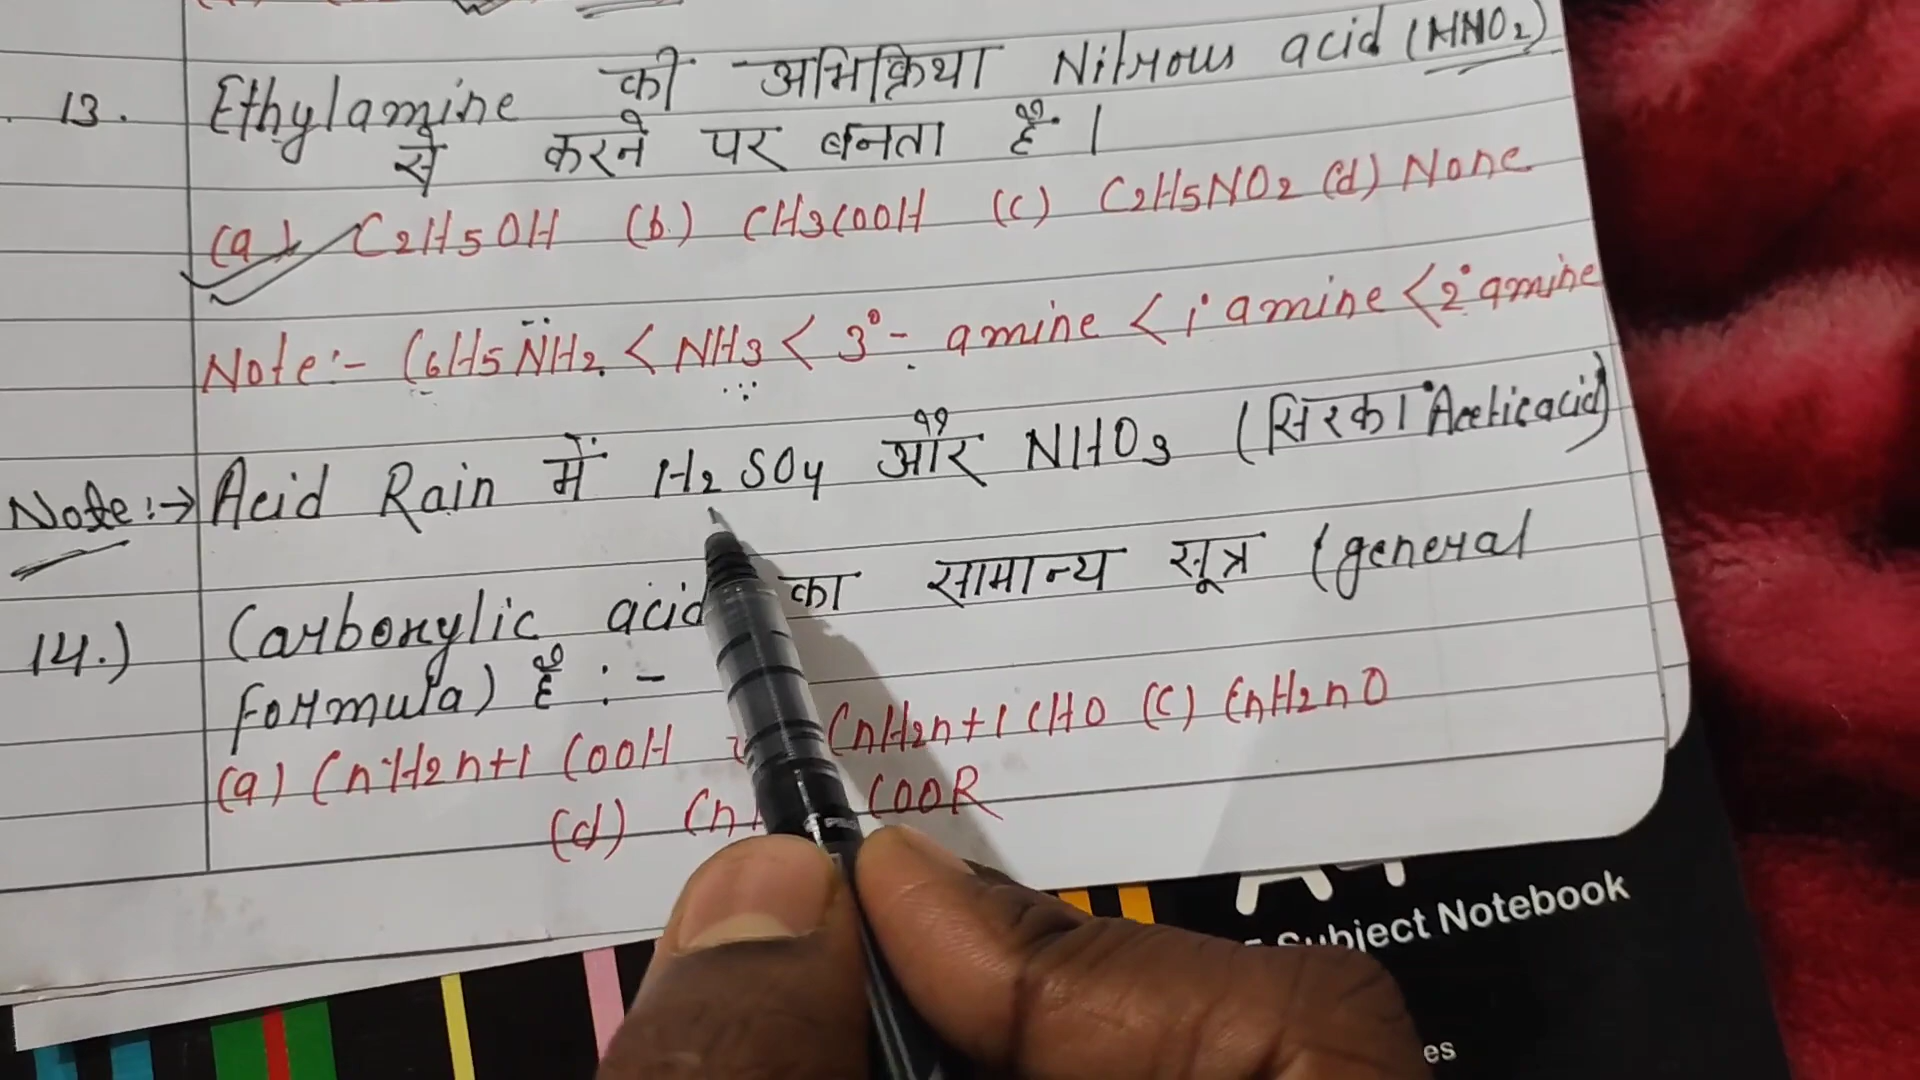 13. Ethylamine की अभिक्रिया Nitrous acid (HNO2)
से करने पर बनता है।
(a) C2H5OH (b) CH3COOH (c) C2H5NO2 (d) None
Note:- C6H5NH2 < NH3 < 3°- amine < 1° amine < 2° amine
Note:→ Acid Rain में H2SO4 और NHO3 (सिरका Aceticacid)
14.) Carboxylic acid का सामान्य सूत्र (general
formula) है :-
(a) CnH2n+1 COOH CnH2n+1 CHO (c) CnH2nO
(d) COOR
Subject Notebook